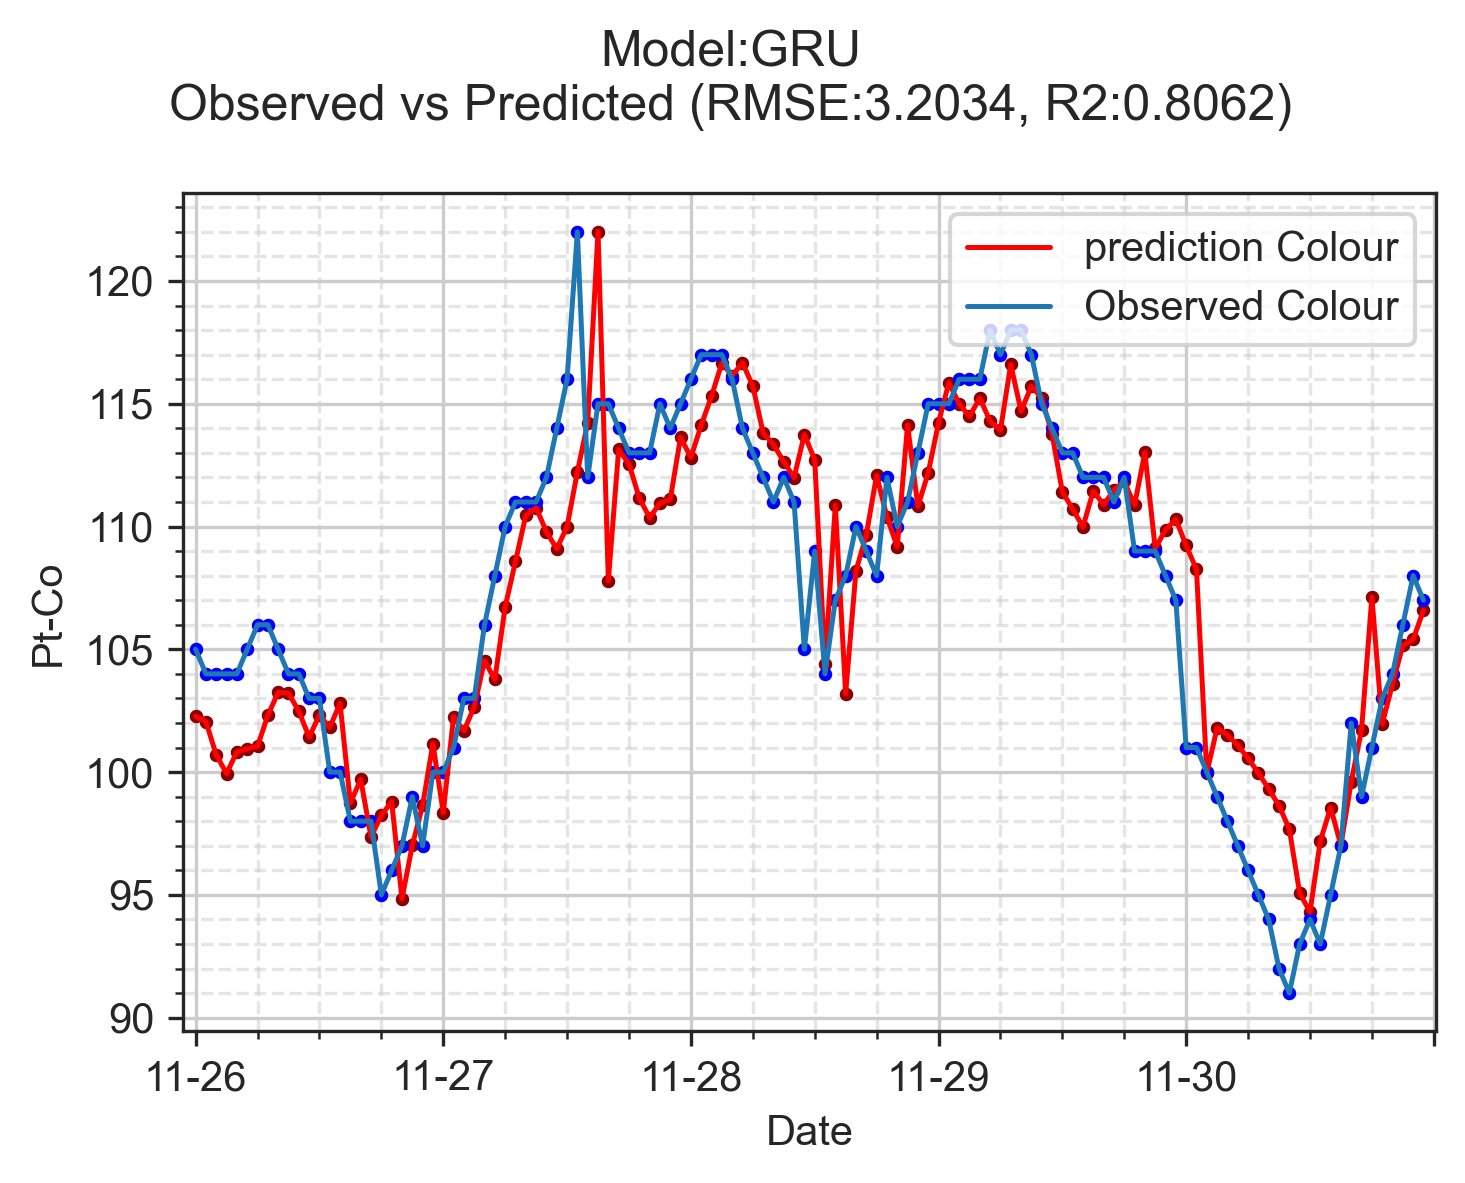 Model:GRU
Observed vs Predicted (RMSE:3.2034, R2:0.8062)
prediction Colour
Observed Colour
120
115
110
105
100
95
90
Pt-Co
11-26 11-27 11-28 11-29 11-30
Date